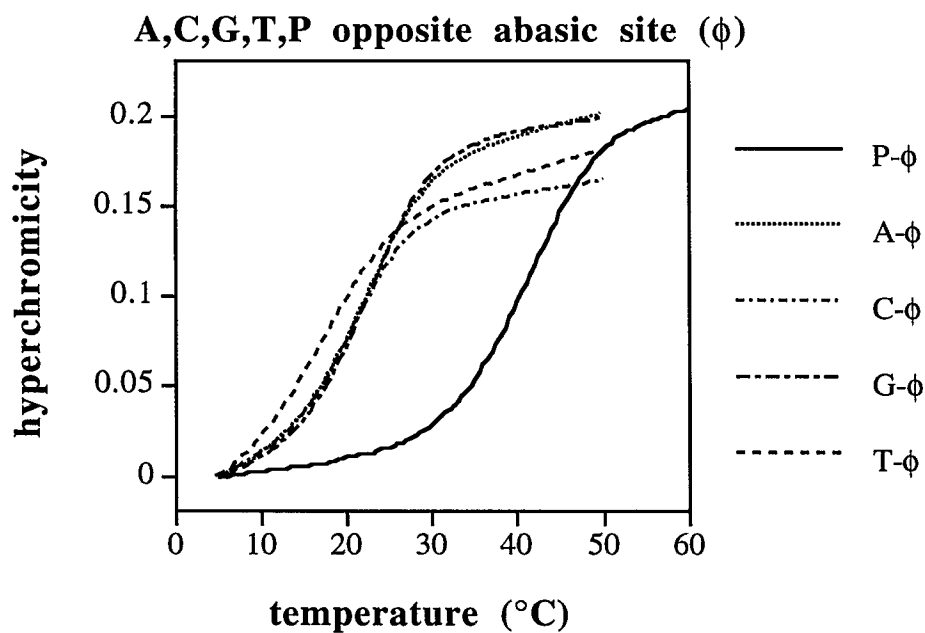 A,C,G,T,P opposite abasic site (ϕ)
hyperchromicity
0.2
0.15
0.1
0.05
0
0 10 20 30 40 50 60
temperature (°C)
P-ϕ
A-ϕ
C-ϕ
G-ϕ
T-ϕ